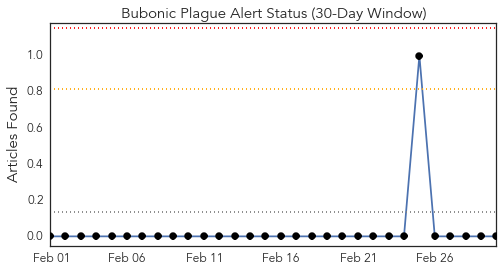 Bubonic Plague Alert Status (30-Day Window)
Articles Found
1.0
0.8
0.6
0.4
0.2
0.0
Feb 01 Feb 06 Feb 11 Feb 16 Feb 21 Feb 26